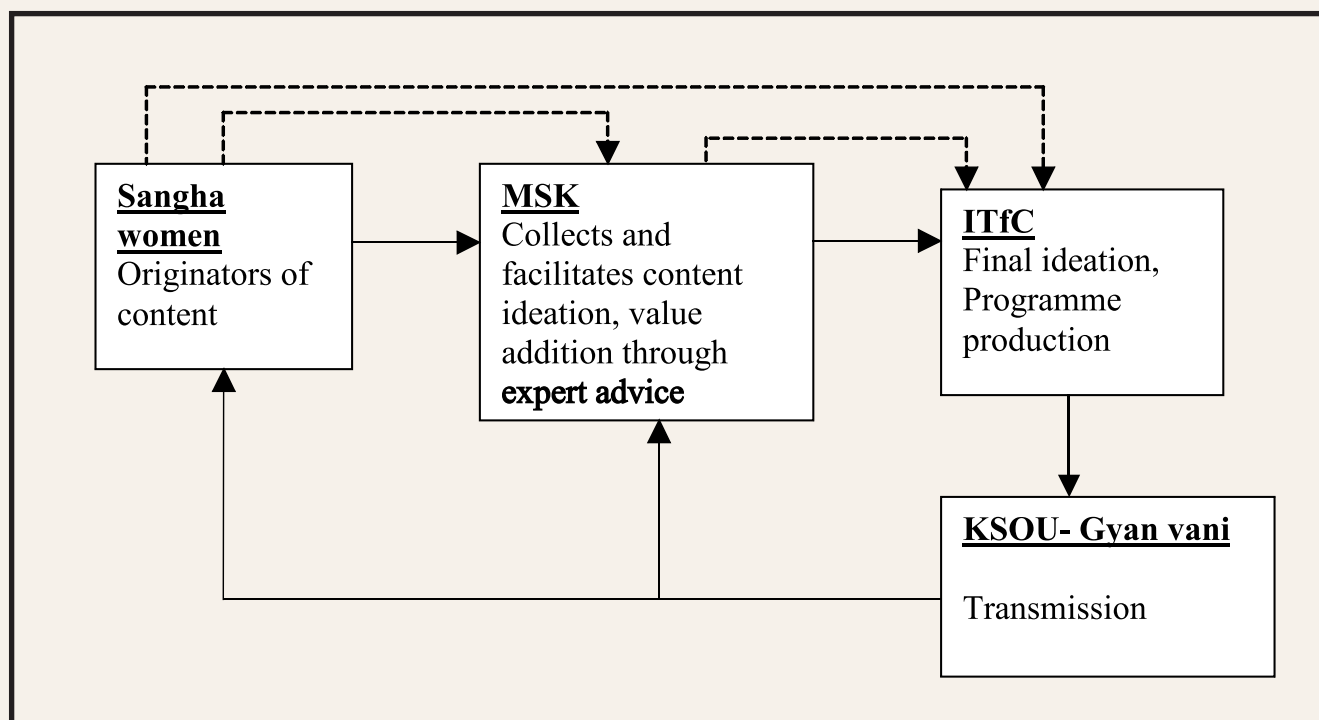 Sangha
women
Originators of
content
MSK
Collects and
facilitates content
ideation, value
addition through
expert advice
ITfC
Final ideation,
Programme
production
KSOU- Gyan vani
Transmission